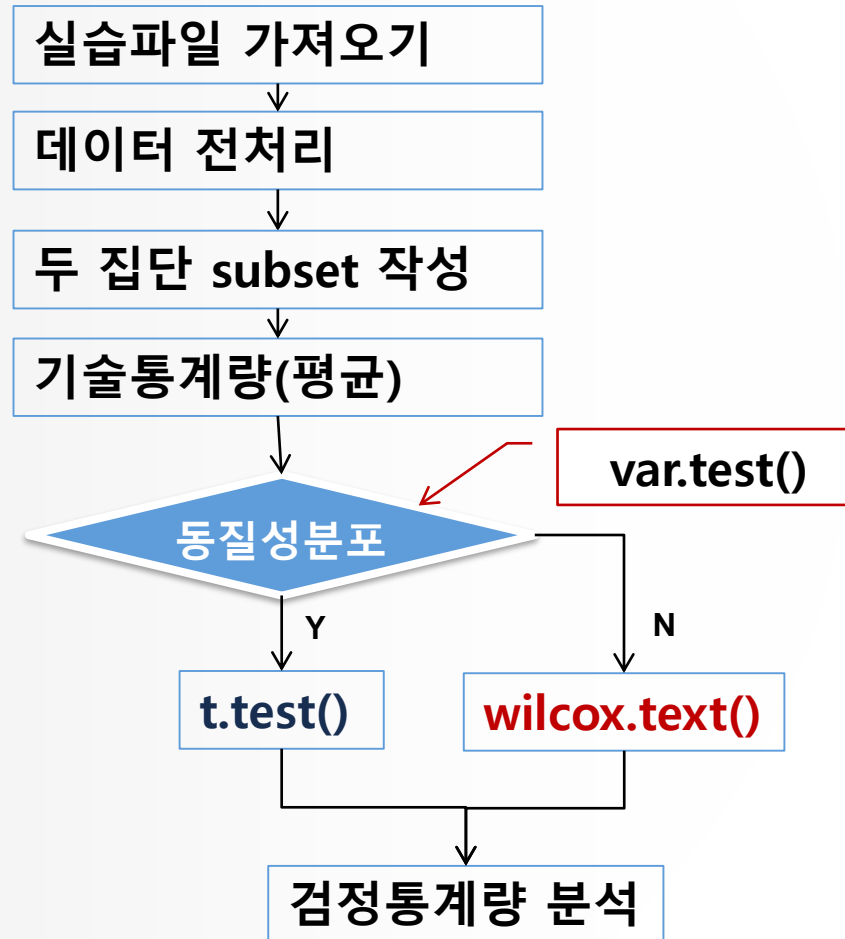 실습파일 가져오기
데이터 전처리
두 집단 subset 작성
기술통계량(평균)
var.test()
동질성분포
Y
N
t.test()
wilcox.text()
검정통계량 분석